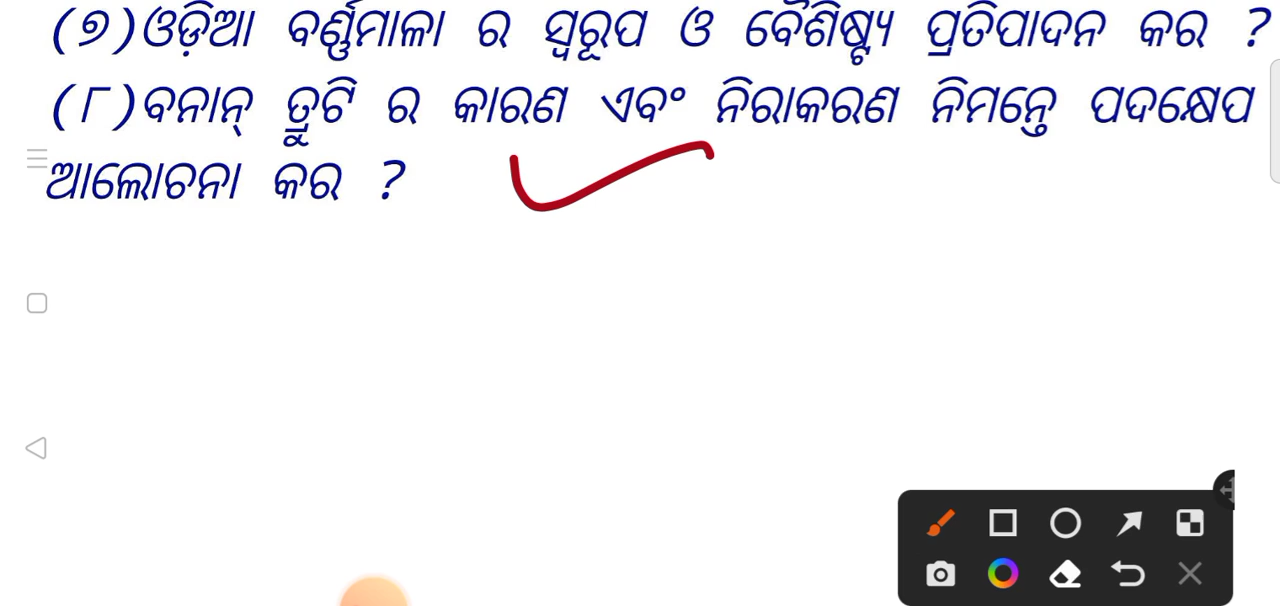 (୭)ଓଡ଼ିଆ ବର୍ଣ୍ଣମାଳା ର ସ୍ୱରୂପ ଓ ବୈଶିଷ୍ଟ୍ୟ ପ୍ରତିପାଦନ କର ?
(୮)ବନାନ୍ ତ୍ରୁଟି ର କାରଣ ଏବଂ ନିରାକରଣ ନିମନ୍ତେ ପଦକ୍ଷେପ
ଆଲୋଚନା କର ?